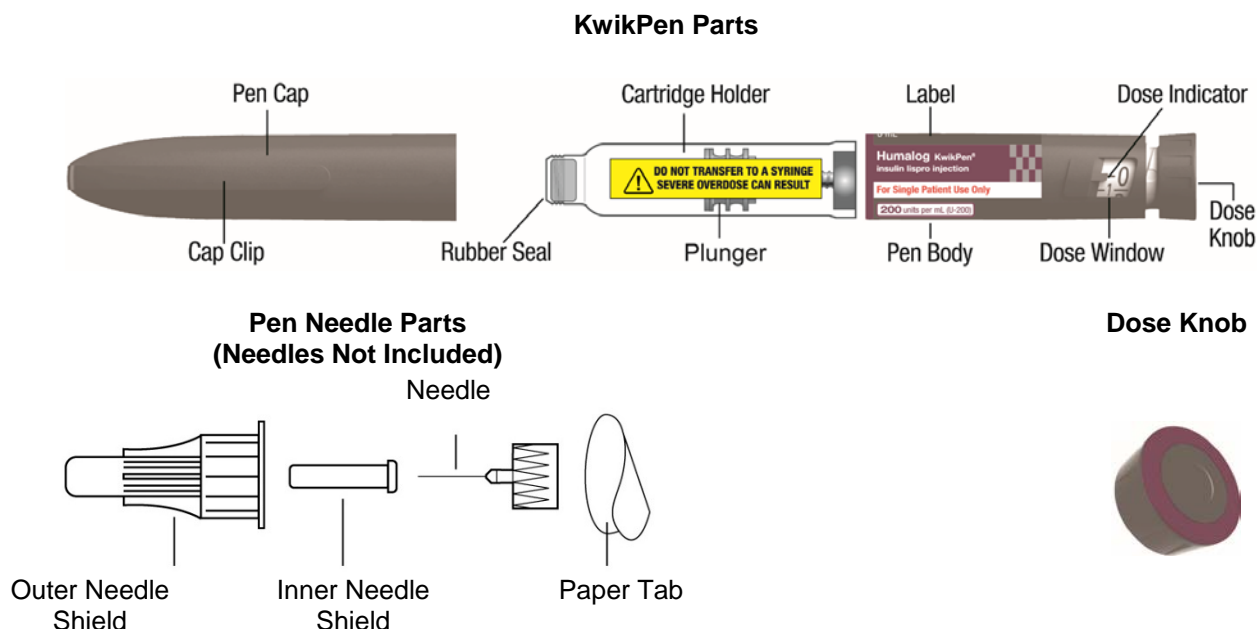 KwikPen Parts
Pen Cap
Cartridge Holder
Label
Dose Indicator
Humalog KwikPen®
insulin lispro injection
For Single Patient Use Only
200 units per mL (U-200)
DO NOT TRANSFER TO A SYRINGE
SEVERE OVERDOSE CAN RESULT
0
Cap Clip
Rubber Seal
Plunger
Pen Body
Dose Window
Dose
Knob
Pen Needle Parts
(Needles Not Included)
Dose Knob
Needle
Outer Needle
Shield
Inner Needle
Shield
Paper Tab